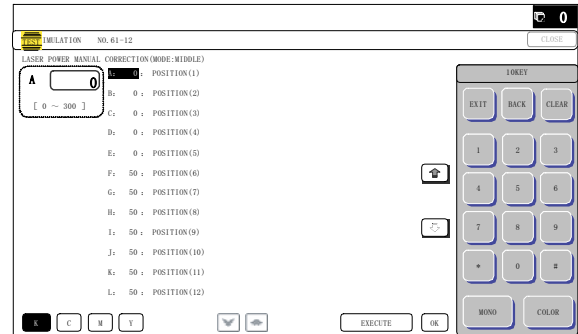 0
TEST IMULATION NO.61-12 CLOSE
LASER POWER MANUAL CORRECTION(MODE:MIDDLE)
A 0
[ 0 ～ 300 ]
A: 0 : POSITION(1)
B: 0 : POSITION(2)
C: 0 : POSITION(3)
D: 0 : POSITION(4)
E: 0 : POSITION(5)
F: 50 : POSITION(6)
G: 50 : POSITION(7)
H: 50 : POSITION(8)
I: 50 : POSITION(9)
J: 50 : POSITION(10)
K: 50 : POSITION(11)
L: 50 : POSITION(12)
10KEY
EXIT BACK CLEAR
1 2 3
4 5 6
7 8 9
* 0 #
MONO COLOR
K C M Y EXECUTE OK